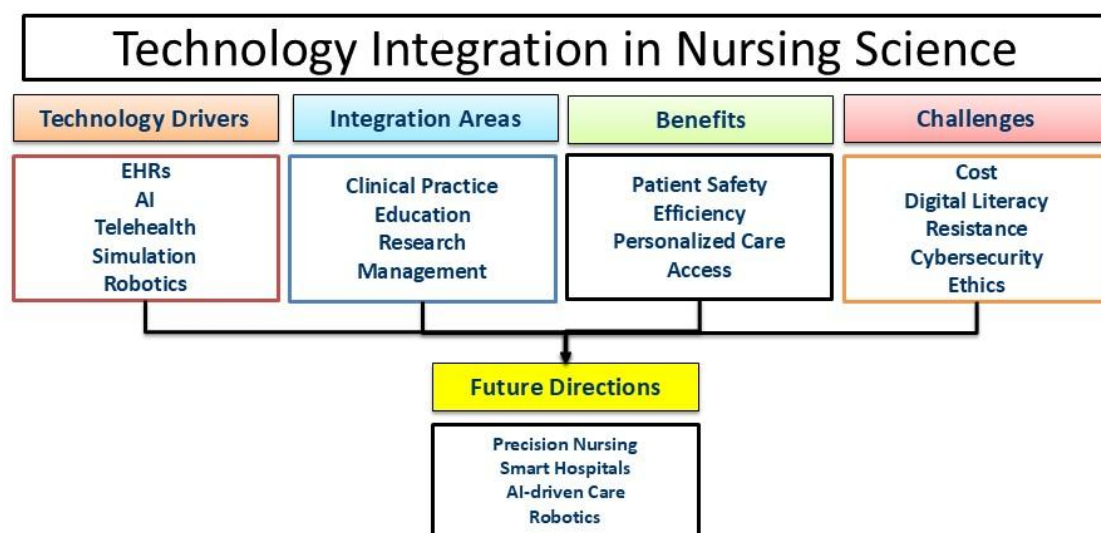 Technology Integration in Nursing Science
Technology Drivers
EHRs
AI
Telehealth
Simulation
Robotics
Integration Areas
Clinical Practice
Education
Research
Management
Benefits
Patient Safety
Efficiency
Personalized Care
Access
Challenges
Cost
Digital Literacy
Resistance
Cybersecurity
Ethics
Future Directions
Precision Nursing
Smart Hospitals
AI-driven Care
Robotics